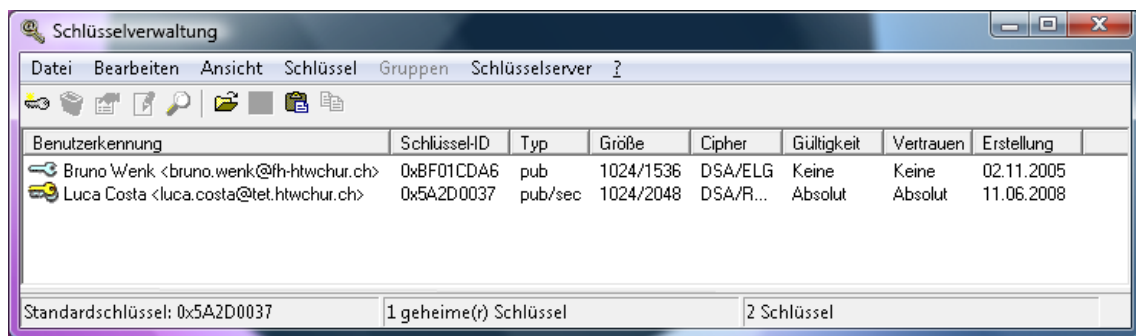 Schlüsselverwaltung
Datei Bearbeiten Ansicht Schlüssel Gruppen Schlüsselserver ?
Benutzerkennung Schlüssel-ID Typ Größe Cipher Gültigkeit Vertrauen Erstellung
Bruno Wenk <bruno.wenk@fh-htwchur.ch> 0xBF01CDA6 pub 1024/1536 DSA/ELG Keine Keine 02.11.2005
Luca Costa <luca.costa@tet.htwchur.ch> 0x5A2D0037 pub/sec 1024/2048 DSA/R... Absolut Absolut 11.06.2008
Standardschlüssel: 0x5A2D0037 1 geheime(r) Schlüssel 2 Schlüssel